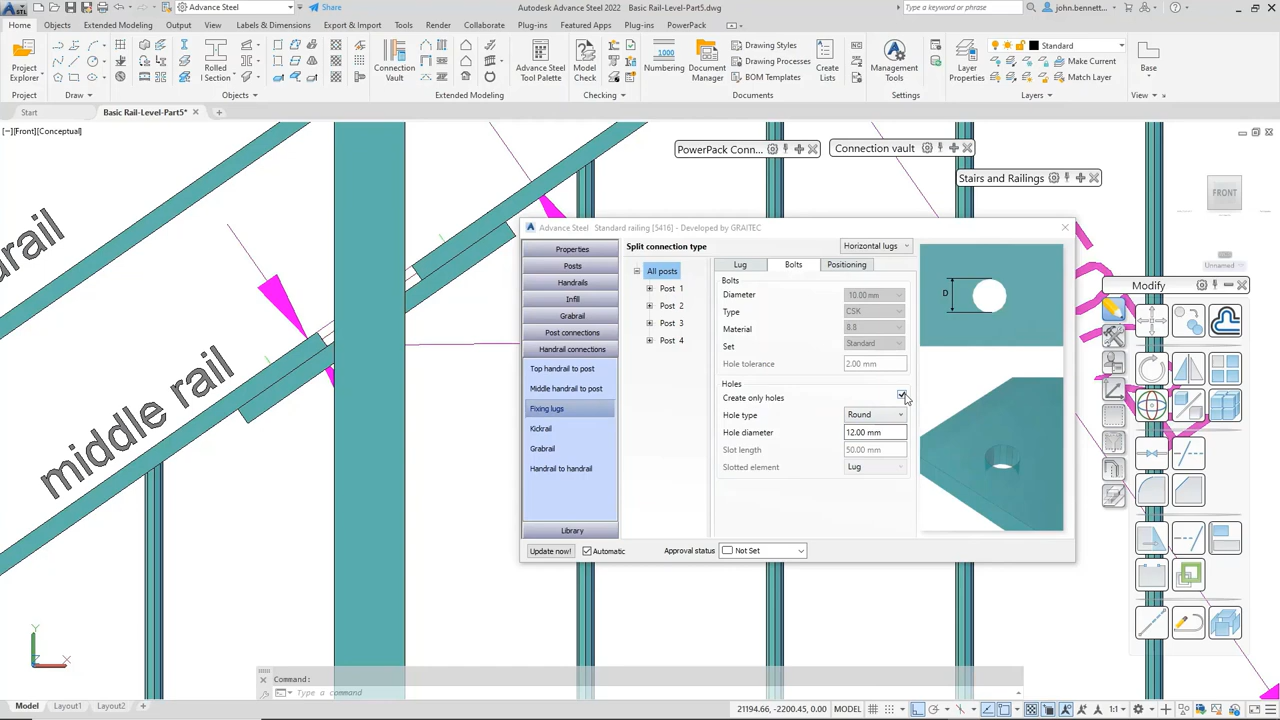 STL
Advance Steel
Share
Autodesk Advance Steel 2022 Basic Rail-Level-Part5.dwg
Type a keyword or phrase
john.bennett...
Home Objects Extended Modeling Output View Labels & Dimensions Export & Import Tools Render Collaborate Plug-ins Featured Apps Plug-ins PowerPack
Project
Explorer
Rolled
I Section
Connection
Vault
Advance Steel
Tool Palette
Model
Check
1000
Numbering
Document
Manager
Drawing Styles
Drawing Processes
BOM Templates
Create
Lists
Management
Tools
Layer
Properties
Standard
Make Current
Match Layer
Base
Project Draw Objects Extended Modeling Checking Documents Settings Layers View
Start Basic Rail-Level-Part5*
[−][Front][Conceptual]
PowerPack Conn...
Connection vault
Stairs and Railings
FRONT
Unnamed
Modify
middle rail
Advance Steel Standard railing [5416] - Developed by GRAITEC
Properties
Posts
Handrails
Infill
Grabrail
Post connections
Handrail connections
Top handrail to post
Middle handrail to post
Fixing lugs
Kickrail
Grabrail
Handrail to handrail
Library
Split connection type
Horizontal lugs
All posts
Post 1
Post 2
Post 3
Post 4
Lug Bolts Positioning
Bolts
Diameter 10.00 mm
Type CSK
Material 8.8
Set Standard
Hole tolerance 2.00 mm
Holes
Create only holes
Hole type Round
Hole diameter 12.00 mm
Slot length 50.00 mm
Slotted element Lug
D
Update now! Automatic Approval status Not Set
Y
X
Command:
Type a command
Model Layout1 Layout2
21194.66, -2200.45, 0.00 MODEL
1:1